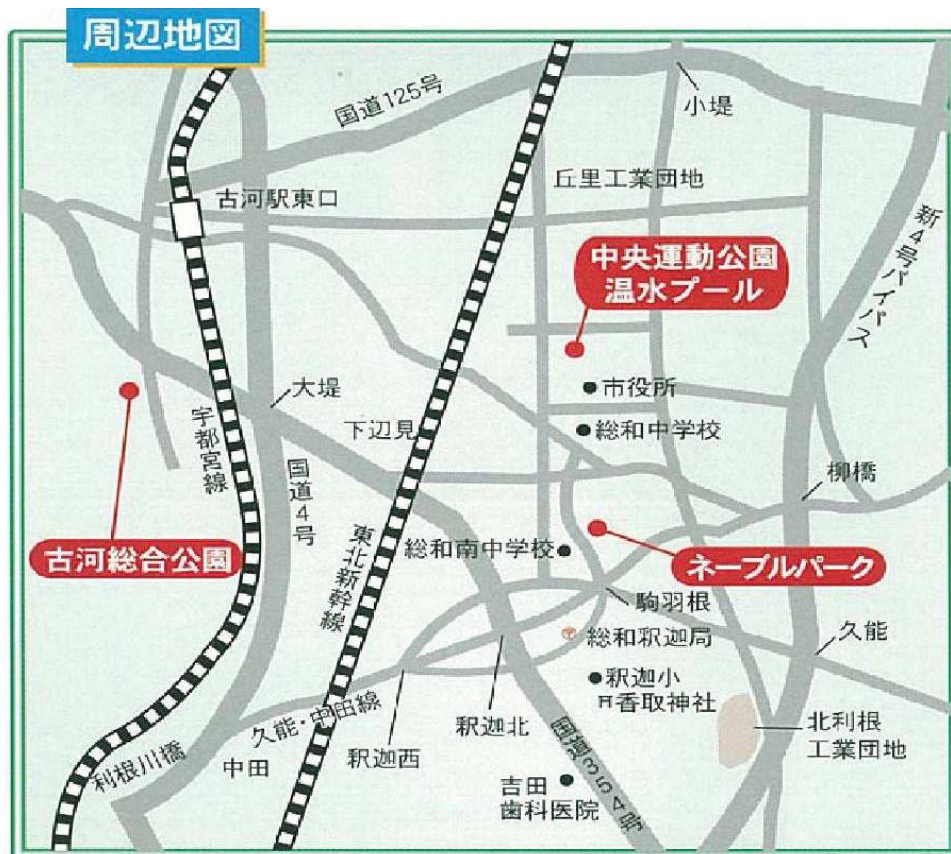 周辺地図
国道125号
小堤
古河駅東口
丘里工業団地
新4号バイパス
中央運動公園
温水プール
大堤
市役所
下辺見
総和中学校
宇都宮線
国道4号
柳橋
東北新幹線
古河総合公園
総和南中学校
ネーブルパーク
駒羽根
総和釈迦局
久能
釈迦小
香取神社
久能・中田線
釈迦西
釈迦北
国道354号
北利根
工業団地
利根川橋
中田
吉田
歯科医院